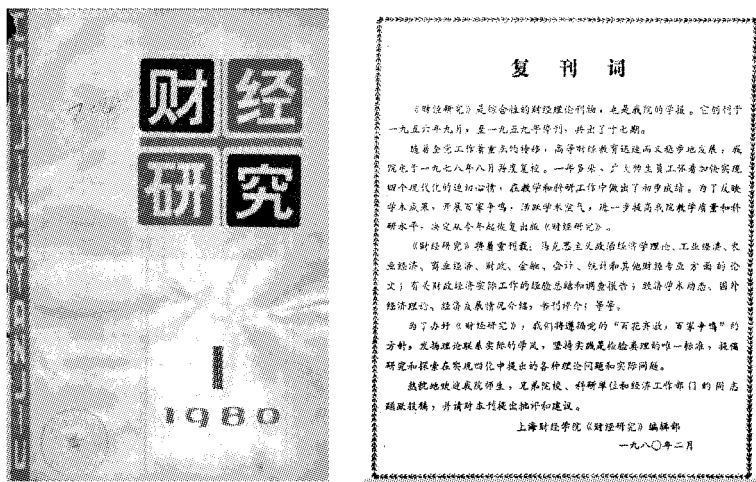 CAIJINGYANJIU
财经
研究
1
1980
复刊词
《财经研究》是综合性的财经理论刊物,也是我院的学报。它创刊于
一九五六年九月,至一九五九年停刊,共出了十七期。
随着全党工作着重点的转移,高等财经教育迅速而又稳步地发展,我
院也于一九七八年八月再度复校。一年多来,广大师生员工怀着加快实现
四个现代化的迫切心情,在教学和科研工作中做出了初步成绩。为了反映
学术成果,开展百家争鸣,活跃学术空气,进一步提高我院教学质量和科
研水平,决定从今年起恢复出版《财经研究》。
《财经研究》将着重刊载:马克思主义政治经济学理论、工业经济、农
业经济、商业经济、财政、金融、会计、统计和其他财经专业方面的论
文;有关财政经济实际工作的经验总结和调查报告;经济学术动态、国外
经济理论、经济发展情况介绍;书刊评介;等等。
为了办好《财经研究》,我们将遵循党的“百花齐放,百家争鸣”的
方针,发扬理论联系实际的学风,坚持实践是检验真理的唯一标准,提倡
研究和探索在实现四化中提出的各种理论问题和实际问题。
热忱地欢迎我院师生、兄弟院校、科研单位和经济工作部门的同志
踊跃投稿,并请对本刊提出批评和建议。
上海财经学院《财经研究》编辑部
一九八〇年二月